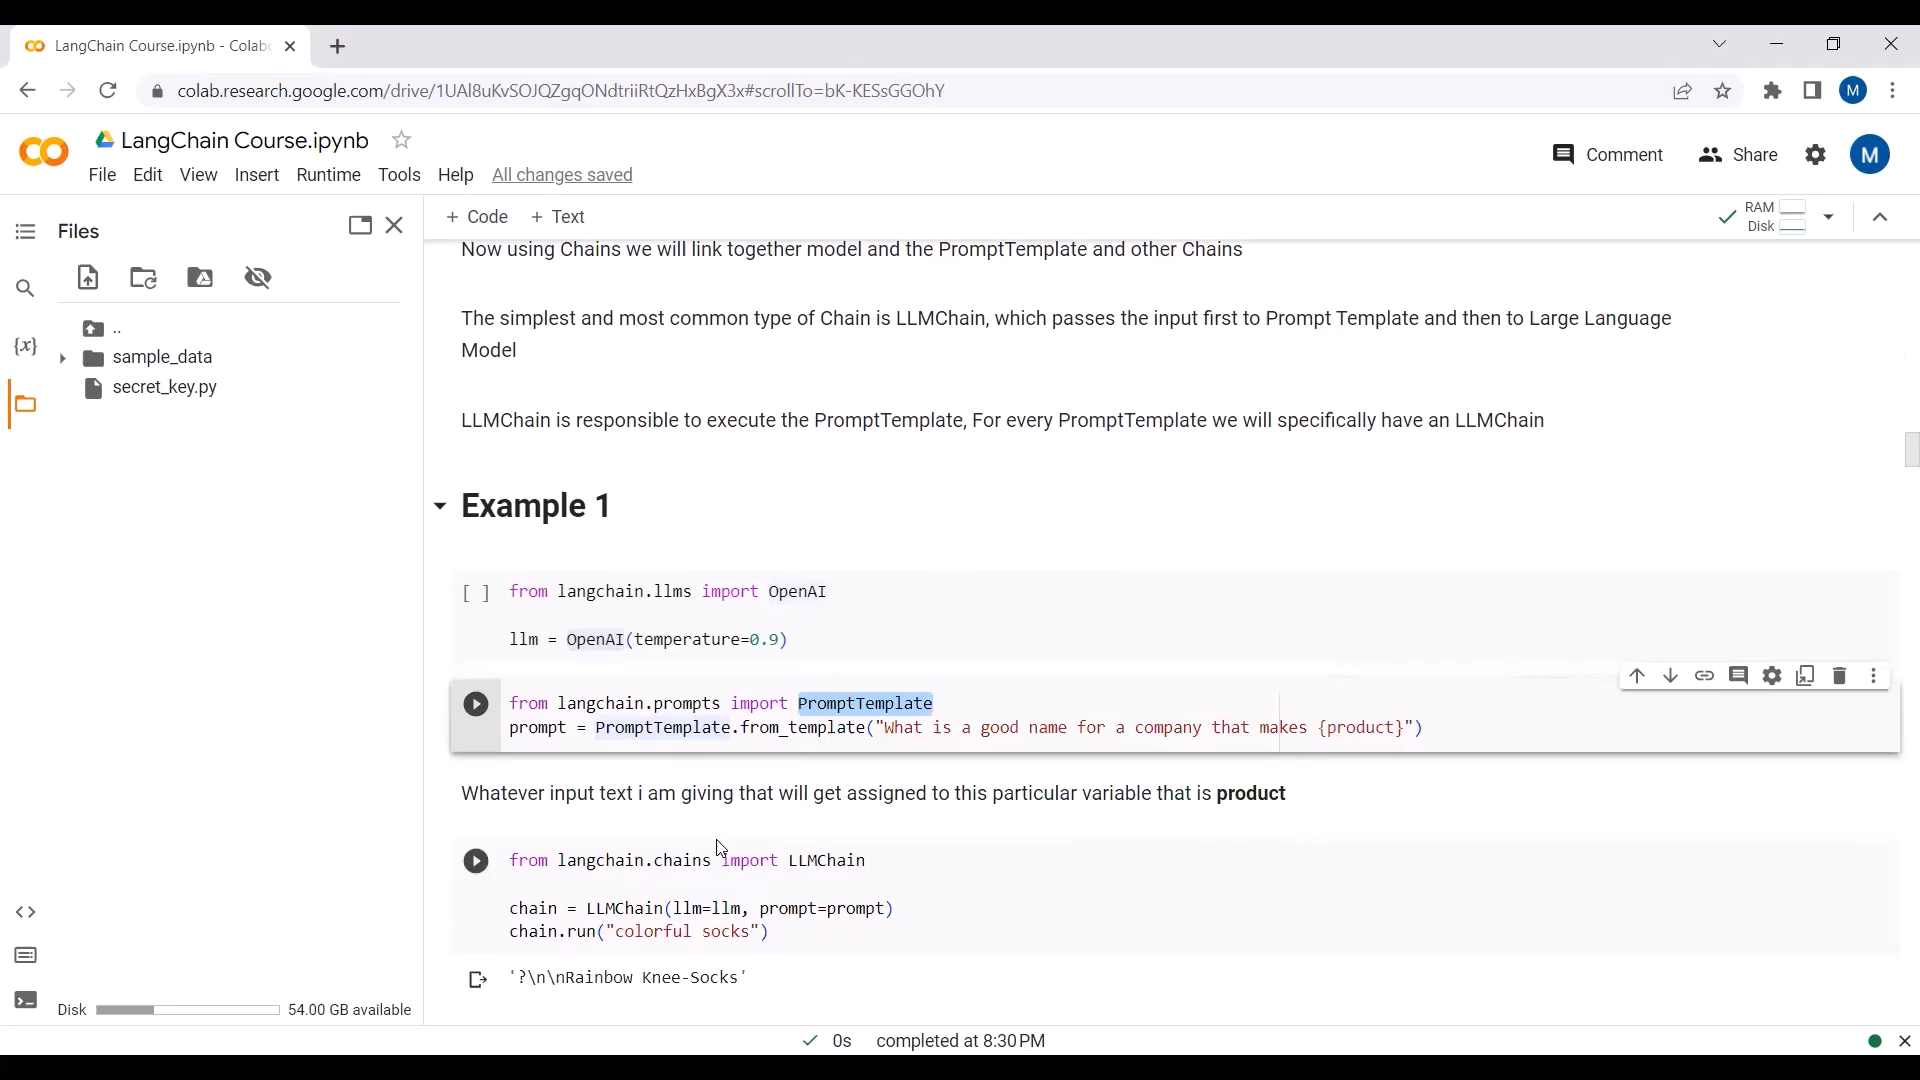 LangChain Course.ipynb - Colab
colab.research.google.com/drive/1UAl8uKvSOJQZgqONdtriiRtQzHxBgX3x#scrollTo=bK-KESsGGOhY
M
LangChain Course.ipynb
Comment
Share
M
File Edit View Insert Runtime Tools Help All changes saved
Files
+ Code + Text
RAM
Disk
Now using Chains we will link together model and the PromptTemplate and other Chains
..
sample_data
secret_key.py
{x}
The simplest and most common type of Chain is LLMChain, which passes the input first to Prompt Template and then to Large Language
Model
LLMChain is responsible to execute the PromptTemplate, For every PromptTemplate we will specifically have an LLMChain
Example 1
[ ] from langchain.llms import OpenAI
llm = OpenAI(temperature=0.9)
from langchain.prompts import PromptTemplate
prompt = PromptTemplate.from_template("What is a good name for a company that makes {product}")
Whatever input text i am giving that will get assigned to this particular variable that is product
from langchain.chains import LLMChain
chain = LLMChain(llm=llm, prompt=prompt)
chain.run("colorful socks")
'?\n\nRainbow Knee-Socks'
Disk 54.00 GB available
0s completed at 8:30 PM